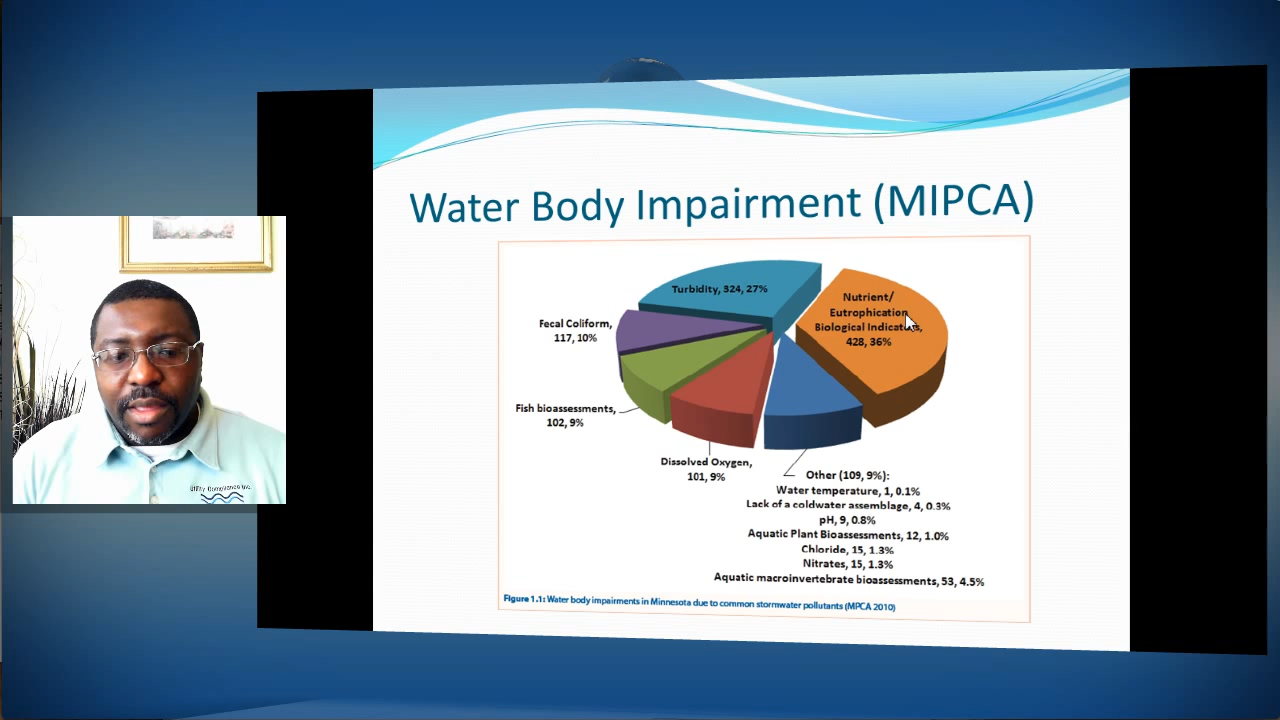 Water Body Impairment (MIPCA)
Turbidity, 324, 27%
Nutrient/
Eutrophication
Biological Indicators,
428, 36%
Fecal Coliform,
117, 10%
Fish bioassessments,
102, 9%
Dissolved Oxygen,
101, 9%
Other (109, 9%):
Water temperature, 1, 0.1%
Lack of a coldwater assemblage, 4, 0.3%
pH, 9, 0.8%
Aquatic Plant Bioassessments, 12, 1.0%
Chloride, 15, 1.3%
Nitrates, 15, 1.3%
Aquatic macroinvertebrate bioassessments, 53, 4.5%
Figure 1.1: Water body impairments in Minnesota due to common stormwater pollutants (MPCA 2010)
Utility Compliance Inc.